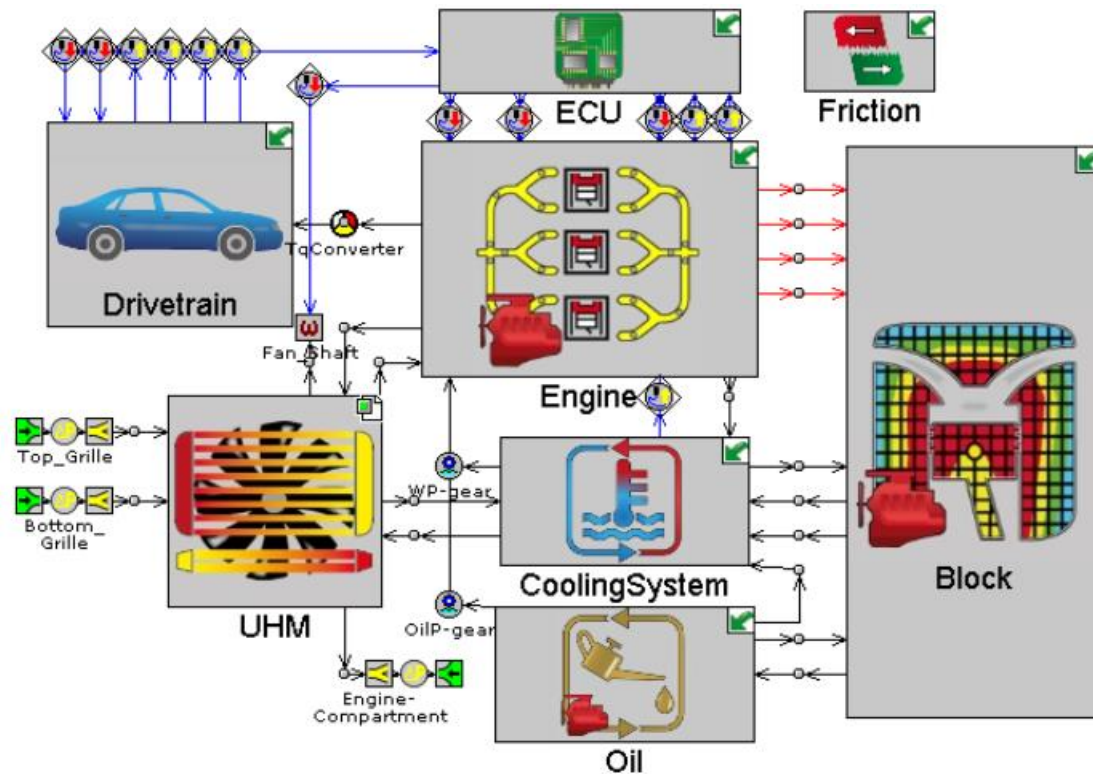 ECU
Friction
TqConverter
Drivetrain
ω
Fan_Shaft
Engine
Top_Grille
WP-gear
Bottom_
Grille
CoolingSystem
Block
UHM
OilP-gear
Engine-
Compartment
Oil